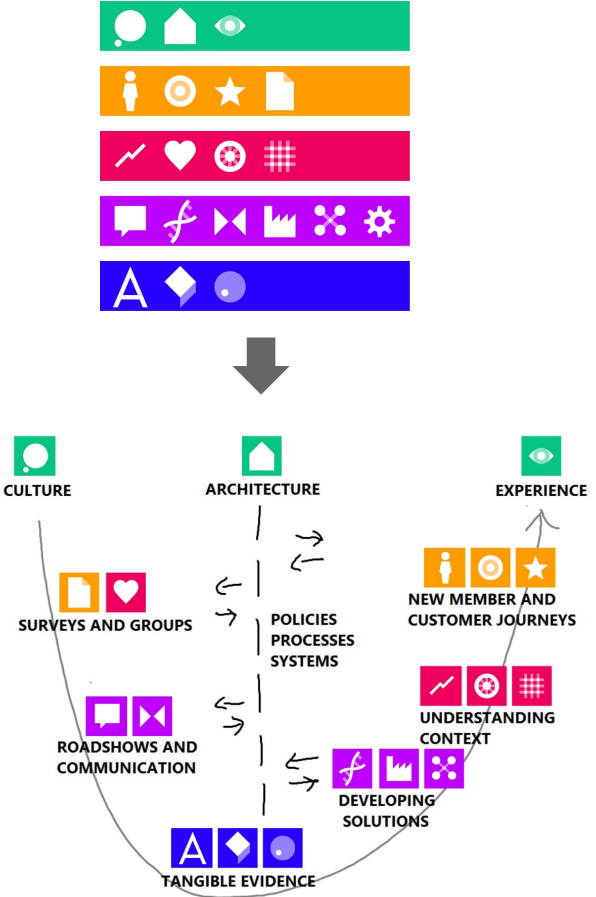 CULTURE
ARCHITECTURE
EXPERIENCE
SURVEYS AND GROUPS
POLICIES
PROCESSES
SYSTEMS
NEW MEMBER AND
CUSTOMER JOURNEYS
ROADSHOWS AND
COMMUNICATION
UNDERSTANDING
CONTEXT
DEVELOPING
SOLUTIONS
A
TANGIBLE EVIDENCE